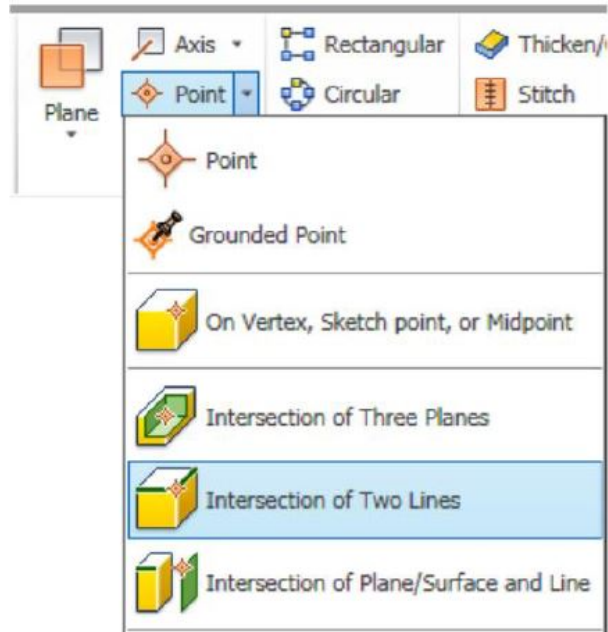 Axis
Rectangular
Thicken/
Plane
Point
Circular
Stitch
Point
Grounded Point
On Vertex, Sketch point, or Midpoint
Intersection of Three Planes
Intersection of Two Lines
Intersection of Plane/Surface and Line